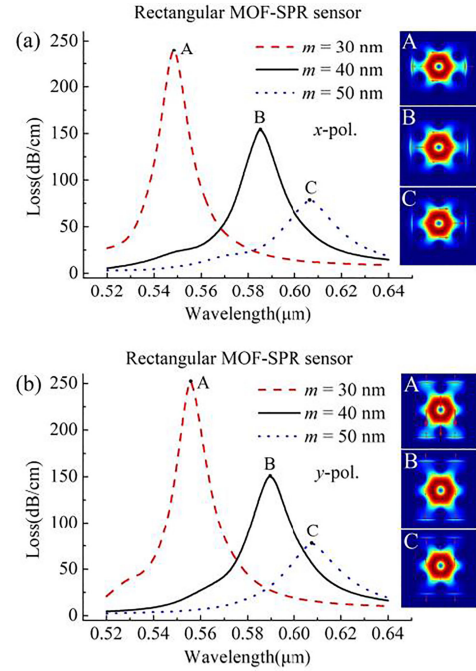 Rectangular MOF-SPR sensor
(a)
250
200
150
100
50
0
Loss(dB/cm)
A
B
C
m = 30 nm
m = 40 nm
m = 50 nm
x-pol.
0.52 0.54 0.56 0.58 0.60 0.62 0.64
Wavelength(μm)
A
B
C
Rectangular MOF-SPR sensor
(b)
250
200
150
100
50
0
Loss(dB/cm)
A
B
C
m = 30 nm
m = 40 nm
m = 50 nm
y-pol.
0.52 0.54 0.56 0.58 0.60 0.62 0.64
Wavelength(μm)
A
B
C